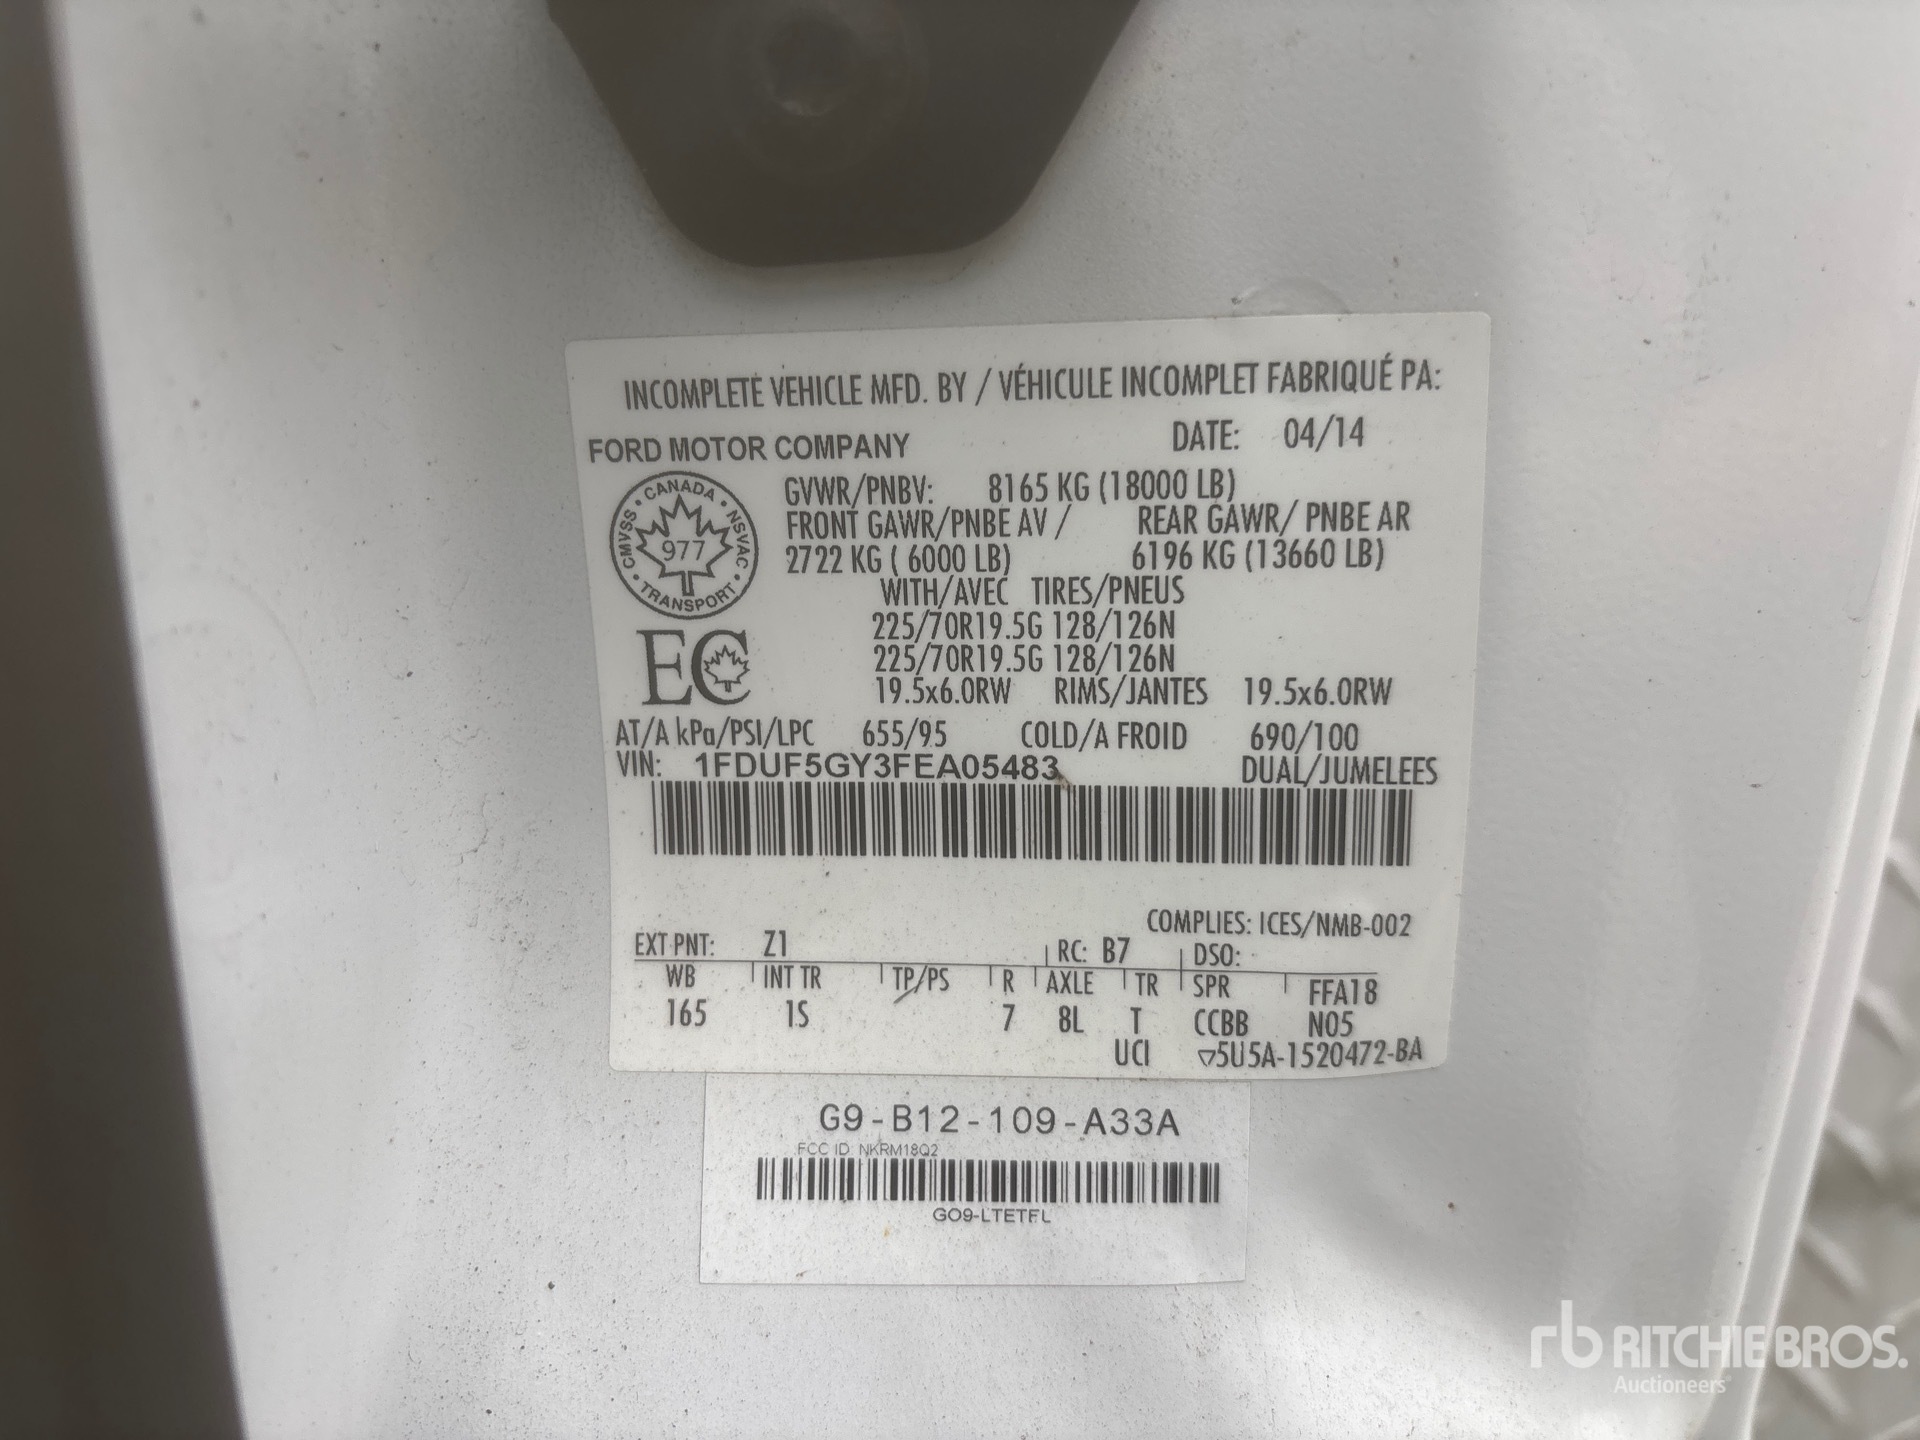 INCOMPLETE VEHICLE MFD. BY / VÉHICULE INCOMPLET FABRIQUÉ PA:
FORD MOTOR COMPANY
DATE: 04/14
GVWR/PNBV: 8165 KG (18000 LB)
FRONT GAWR/PNBE AV / REAR GAWR/ PNBE AR
2722 KG ( 6000 LB) 6196 KG (13660 LB)
WITH/AVEC TIRES/PNEUS
225/70R19.5G 128/126N
225/70R19.5G 128/126N
19.5x6.0RW RIMS/JANTES 19.5x6.0RW
CANADA
CMVSS
NSVAC
977
TRANSPORT
EC
AT/A kPa/PSI/LPC 655/95 COLD/A FROID 690/100
VIN: 1FDUF5GY3FEA05483 DUAL/JUMELEES
COMPLIES: ICES/NMB-002
EXT PNT: Z1 RC: B7 DSO:
WB INT TR TP/PS R AXLE TR SPR FFA18
165 1S 7 8L T CCBB N05
UCI ▽5U5A-1520472-BA
G9-B12-109-A33A
FCC ID NKRM18Q2
GO9-LTETFL
rb RITCHIE BROS.
Auctioneers